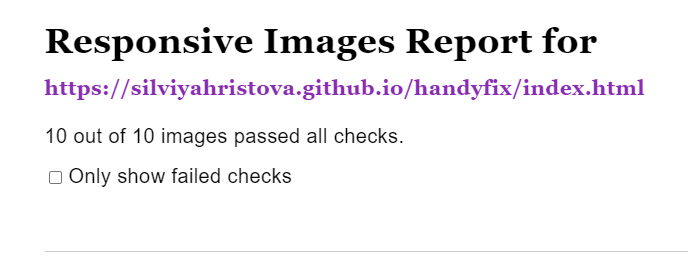 Responsive Images Report for
https://silviyahristova.github.io/handyfix/index.html
10 out of 10 images passed all checks.
Only show failed checks